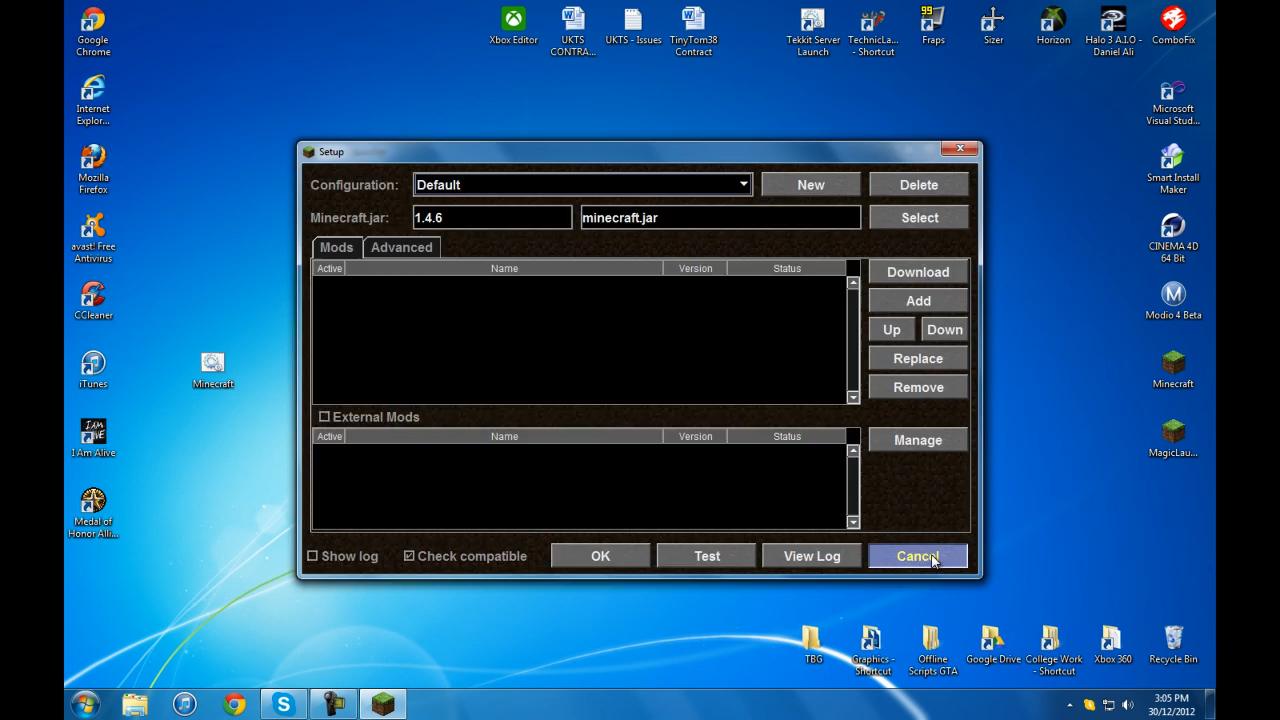 Google
Chrome
Xbox Editor
UKTS
CONTRA...
UKTS - Issues
TinyTom38
Contract
Tekkit Server
Launch
TechnicLa...
- Shortcut
99
Fraps
Sizer
Horizon
Halo 3 A.I.O -
Daniel Ali
ComboFix
Internet
Explor...
Microsoft
Visual Stud...
Mozilla
Firefox
Smart Install
Maker
avast! Free
Antivirus
CINEMA 4D
64 Bit
CCleaner
Modio 4 Beta
iTunes
Minecraft
Minecraft
I AM
ALIVE
I Am Alive
MagicLau...
Medal of
Honor Alli...
Setup
Configuration: Default New Delete
Minecraft.jar: 1.4.6 minecraft.jar Select
Mods Advanced
Active Name Version Status
Download
Add
Up Down
Replace
Remove
External Mods
Active Name Version Status
Manage
Show log Check compatible OK Test View Log Cancel
TBG
Graphics -
Shortcut
Offline
Scripts GTA
Google Drive
College Work
- Shortcut
Xbox 360
Recycle Bin
3:05 PM
30/12/2012